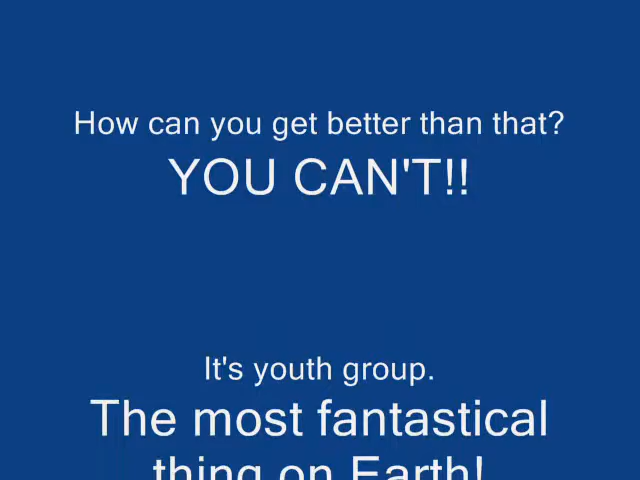 How can you get better than that?
YOU CAN'T!!
It's youth group.
The most fantastical
thing on Earth!